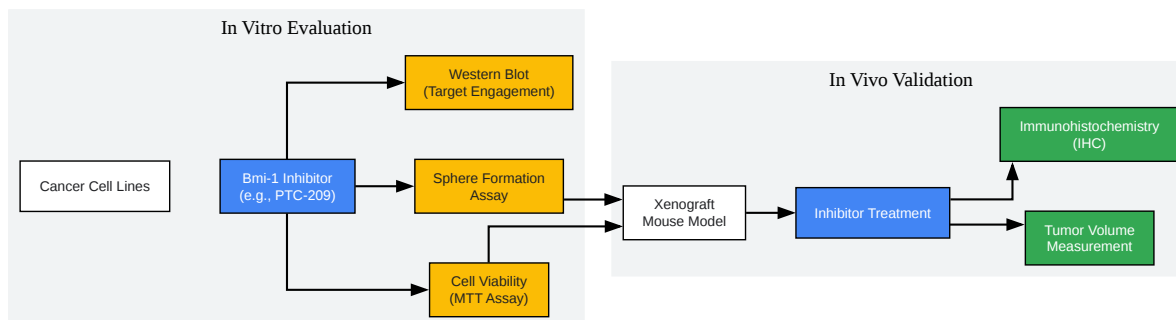 In Vitro Evaluation
Western Blot
(Target Engagement)
Cancer Cell Lines
Bmi-1 Inhibitor
(e.g., PTC-209)
Sphere Formation
Assay
Cell Viability
(MTT Assay)
In Vivo Validation
Xenograft
Mouse Model
Inhibitor Treatment
Immunohistochemistry
(IHC)
Tumor Volume
Measurement